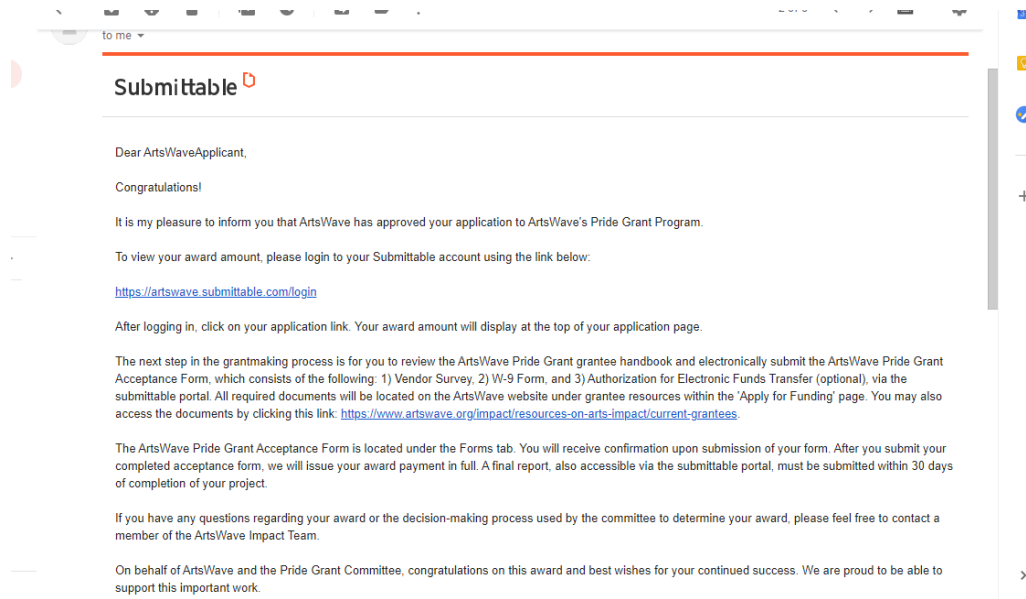 to me
Submittable
Dear ArtsWaveApplicant,
Congratulations!
It is my pleasure to inform you that ArtsWave has approved your application to ArtsWave's Pride Grant Program.
To view your award amount, please login to your Submittable account using the link below:
https://artswave.submittable.com/login
After logging in, click on your application link. Your award amount will display at the top of your application page.
The next step in the grantmaking process is for you to review the ArtsWave Pride Grant grantee handbook and electronically submit the ArtsWave Pride Grant
Acceptance Form, which consists of the following: 1) Vendor Survey, 2) W-9 Form, and 3) Authorization for Electronic Funds Transfer (optional), via the
submittable portal. All required documents will be located on the ArtsWave website under grantee resources within the 'Apply for Funding' page. You may also
access the documents by clicking this link: https://www.artswave.org/impact/resources-on-arts-impact/current-grantees.
The ArtsWave Pride Grant Acceptance Form is located under the Forms tab. You will receive confirmation upon submission of your form. After you submit your
completed acceptance form, we will issue your award payment in full. A final report, also accessible via the submittable portal, must be submitted within 30 days
of completion of your project.
If you have any questions regarding your award or the decision-making process used by the committee to determine your award, please feel free to contact a
member of the ArtsWave Impact Team.
On behalf of ArtsWave and the Pride Grant Committee, congratulations on this award and best wishes for your continued success. We are proud to be able to
support this important work.